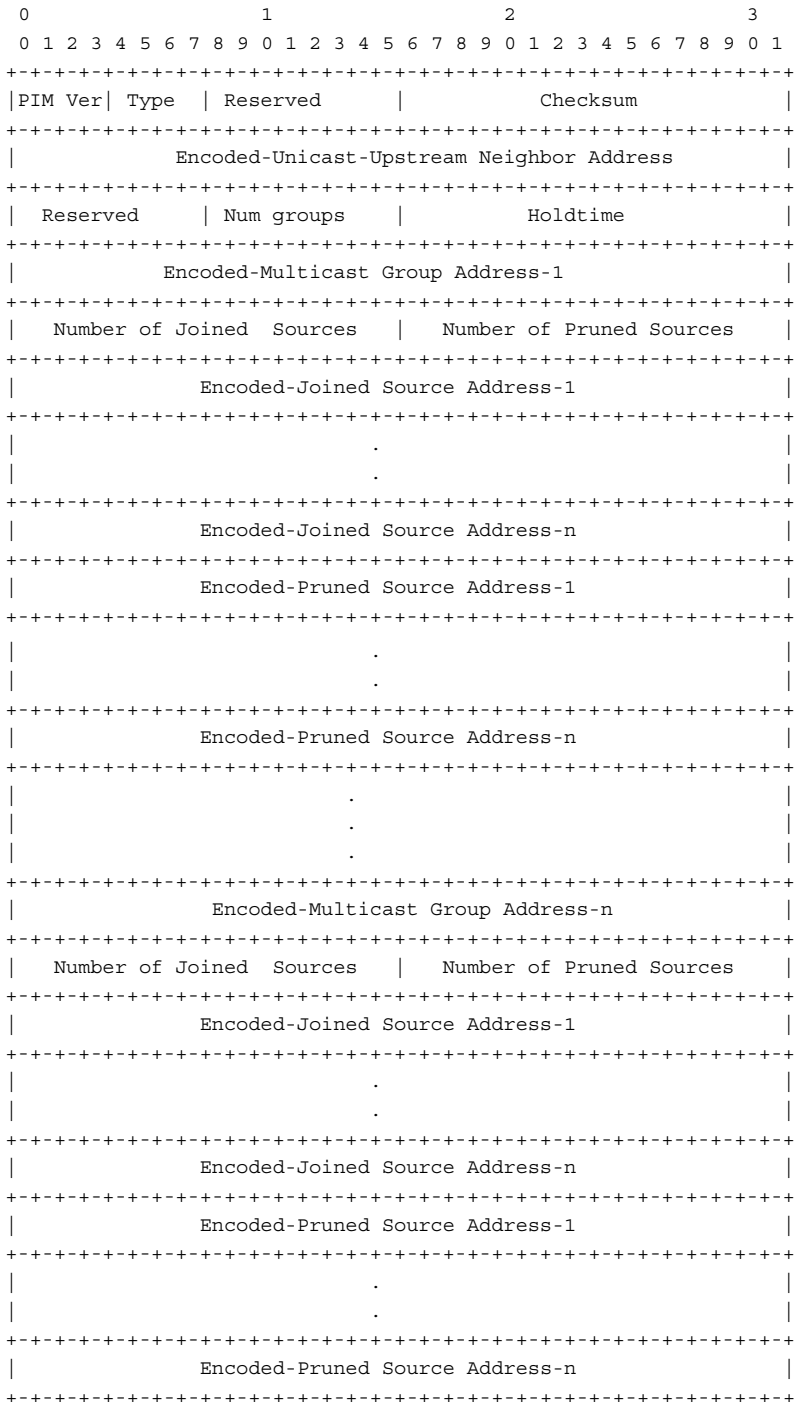 0                   1                   2                   3
 0 1 2 3 4 5 6 7 8 9 0 1 2 3 4 5 6 7 8 9 0 1 2 3 4 5 6 7 8 9 0 1
+-+-+-+-+-+-+-+-+-+-+-+-+-+-+-+-+-+-+-+-+-+-+-+-+-+-+-+-+-+-+-+-+
|PIM Ver| Type  | Reserved      |           Checksum            |
+-+-+-+-+-+-+-+-+-+-+-+-+-+-+-+-+-+-+-+-+-+-+-+-+-+-+-+-+-+-+-+-+
|             Encoded-Unicast-Upstream Neighbor Address         |
+-+-+-+-+-+-+-+-+-+-+-+-+-+-+-+-+-+-+-+-+-+-+-+-+-+-+-+-+-+-+-+-+
|  Reserved     | Num groups    |          Holdtime             |
+-+-+-+-+-+-+-+-+-+-+-+-+-+-+-+-+-+-+-+-+-+-+-+-+-+-+-+-+-+-+-+-+
|            Encoded-Multicast Group Address-1                  |
+-+-+-+-+-+-+-+-+-+-+-+-+-+-+-+-+-+-+-+-+-+-+-+-+-+-+-+-+-+-+-+-+
|   Number of Joined  Sources   |   Number of Pruned Sources    |
+-+-+-+-+-+-+-+-+-+-+-+-+-+-+-+-+-+-+-+-+-+-+-+-+-+-+-+-+-+-+-+-+
|               Encoded-Joined Source Address-1                 |
+-+-+-+-+-+-+-+-+-+-+-+-+-+-+-+-+-+-+-+-+-+-+-+-+-+-+-+-+-+-+-+-+
|                             .                                 |
|                             .                                 |
+-+-+-+-+-+-+-+-+-+-+-+-+-+-+-+-+-+-+-+-+-+-+-+-+-+-+-+-+-+-+-+-+
|               Encoded-Joined Source Address-n                 |
+-+-+-+-+-+-+-+-+-+-+-+-+-+-+-+-+-+-+-+-+-+-+-+-+-+-+-+-+-+-+-+-+
|               Encoded-Pruned Source Address-1                 |
+-+-+-+-+-+-+-+-+-+-+-+-+-+-+-+-+-+-+-+-+-+-+-+-+-+-+-+-+-+-+-+-+
|                             .                                 |
|                             .                                 |
+-+-+-+-+-+-+-+-+-+-+-+-+-+-+-+-+-+-+-+-+-+-+-+-+-+-+-+-+-+-+-+-+
|               Encoded-Pruned Source Address-n                 |
+-+-+-+-+-+-+-+-+-+-+-+-+-+-+-+-+-+-+-+-+-+-+-+-+-+-+-+-+-+-+-+-+
|                           .                                   |
|                           .                                   |
|                           .                                   |
+-+-+-+-+-+-+-+-+-+-+-+-+-+-+-+-+-+-+-+-+-+-+-+-+-+-+-+-+-+-+-+-+
|                Encoded-Multicast Group Address-n              |
+-+-+-+-+-+-+-+-+-+-+-+-+-+-+-+-+-+-+-+-+-+-+-+-+-+-+-+-+-+-+-+-+
|   Number of Joined  Sources   |   Number of Pruned Sources    |
+-+-+-+-+-+-+-+-+-+-+-+-+-+-+-+-+-+-+-+-+-+-+-+-+-+-+-+-+-+-+-+-+
|               Encoded-Joined Source Address-1                 |
+-+-+-+-+-+-+-+-+-+-+-+-+-+-+-+-+-+-+-+-+-+-+-+-+-+-+-+-+-+-+-+-+
|                             .                                 |
|                             .                                 |
+-+-+-+-+-+-+-+-+-+-+-+-+-+-+-+-+-+-+-+-+-+-+-+-+-+-+-+-+-+-+-+-+
|               Encoded-Joined Source Address-n                 |
+-+-+-+-+-+-+-+-+-+-+-+-+-+-+-+-+-+-+-+-+-+-+-+-+-+-+-+-+-+-+-+-+
|               Encoded-Pruned Source Address-1                 |
+-+-+-+-+-+-+-+-+-+-+-+-+-+-+-+-+-+-+-+-+-+-+-+-+-+-+-+-+-+-+-+-+
|                             .                                 |
|                             .                                 |
+-+-+-+-+-+-+-+-+-+-+-+-+-+-+-+-+-+-+-+-+-+-+-+-+-+-+-+-+-+-+-+-+
|               Encoded-Pruned Source Address-n                 |
+-+-+-+-+-+-+-+-+-+-+-+-+-+-+-+-+-+-+-+-+-+-+-+-+-+-+-+-+-+-+-+-+